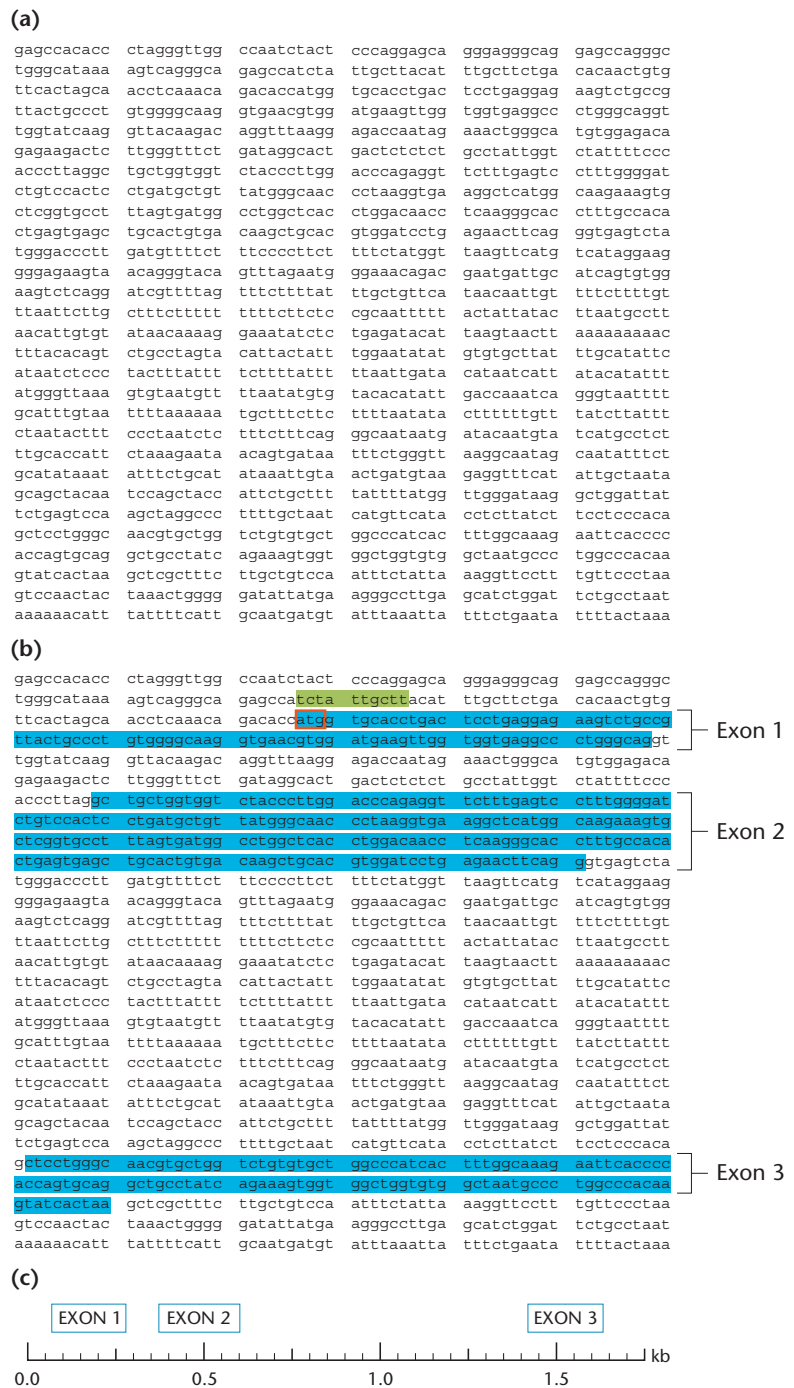 (a)
gagccacacc ctagggttgg ccaatctact cccaggagca gggagggcag gagccagggc
tgggcataaa agtcagggca gagccatcta ttgcttacat ttgcttctga cacaactgtg
ttcactagca acctcaaaca gacaccatgg tgcacctgac tcctgaggag aagtctgccg
ttactgccct gtggggcaag gtgaacgtgg atgaagttgg tggtgaggcc ctgggcaggt
tggtatcaag gttacaagac aggtttaagg agaccaatag aaactgggca tgtggagaca
gagaagactc ttgggtttct gataggcact gactctctct gcctattggt ctattttccc
acccttaggc tgctggtggt ctacccttgg acccagaggt tctttgagtc ctttggggat
ctgtccactc ctgatgctgt tatgggcaac cctaaggtga aggctcatgg caagaaagtg
ctcggtgcct ttagtgatgg cctggctcac ctggacaacc tcaagggcac ctttgccaca
ctgagtgagc tgcactgtga caagctgcac gtggatcctg agaacttcag ggtgagtcta
tgggaccctt gatgttttct ttccccttct tttctatggt taagttcatg tcataggaag
gggagaagta acagggtaca gtttagaatg ggaaacagac gaatgattgc atcagtgtgg
aagtctcagg atcgttttag tttcttttat ttgctgttca taacaattgt tttcttttgt
ttaattcttg ctttcttttt ttttcttctc cgcaattttt actattatac ttaatgcctt
aacattgtgt ataacaaaag gaaatatctc tgagatacat taagtaactt aaaaaaaaac
tttacacagt ctgcctagta cattactatt tggaatatat gtgtgcttat ttgcatattc
ataatctccc tactttattt tcttttattt ttaattgata cataatcatt atacatattt
atgggttaaa gtgtaatgtt ttaatatgtg tacacatatt gaccaaatca gggtaatttt
gcatttgtaa ttttaaaaaa tgctttcttc ttttaatata cttttttgtt tatcttattt
ctaatacttt ccctaatctc tttctttcag ggcaataatg atacaatgta tcatgcctct
ttgcaccatt ctaaagaata acagtgataa tttctgggtt aaggcaatag caatatttct
gcatataaat atttctgcat ataaattgta actgatgtaa gaggtttcat attgctaata
gcagctacaa tccagctacc attctgcttt tattttatgg ttgggataag gctggattat
tctgagtcca agctaggccc ttttgctaat catgttcata cctcttatct tcctcccaca
gctcctgggc aacgtgctgg tctgtgtgct ggcccatcac tttggcaaag aattcacccc
accagtgcag gctgcctatc agaaagtggt ggctggtgtg gctaatgccc tggcccacaa
gtatcactaa gctcgctttc ttgctgtcca atttctatta aaggttcctt tgttccctaa
gtccaactac taaactgggg gatattatga agggccttga gcatctggat tctgcctaat
aaaaaacatt tattttcatt gcaatgatgt atttaaatta tttctgaata ttttactaaa
(b)
gagccacacc ctagggttgg ccaatctact cccaggagca gggagggcag gagccagggc
tgggcataaa agtcagggca gagccatcta ttgcttacat ttgcttctga cacaactgtg
ttcactagca acctcaaaca gacaccatgg tgcacctgac tcctgaggag aagtctgccg
ttactgccct gtggggcaag gtgaacgtgg atgaagttgg tggtgaggcc ctgggcaggt
Exon 1
tggtatcaag gttacaagac aggtttaagg agaccaatag aaactgggca tgtggagaca
gagaagactc ttgggtttct gataggcact gactctctct gcctattggt ctattttccc
acccttaggc tgctggtggt ctacccttgg acccagaggt tctttgagtc ctttggggat
ctgtccactc ctgatgctgt tatgggcaac cctaaggtga aggctcatgg caagaaagtg
ctcggtgcct ttagtgatgg cctggctcac ctggacaacc tcaagggcac ctttgccaca
ctgagtgagc tgcactgtga caagctgcac gtggatcctg agaacttcag ggtgagtcta
Exon 2
tgggaccctt gatgttttct ttccccttct tttctatggt taagttcatg tcataggaag
gggagaagta acagggtaca gtttagaatg ggaaacagac gaatgattgc atcagtgtgg
aagtctcagg atcgttttag tttcttttat ttgctgttca taacaattgt tttcttttgt
ttaattcttg ctttcttttt ttttcttctc cgcaattttt actattatac ttaatgcctt
aacattgtgt ataacaaaag gaaatatctc tgagatacat taagtaactt aaaaaaaaac
tttacacagt ctgcctagta cattactatt tggaatatat gtgtgcttat ttgcatattc
ataatctccc tactttattt tcttttattt ttaattgata cataatcatt atacatattt
atgggttaaa gtgtaatgtt ttaatatgtg tacacatatt gaccaaatca gggtaatttt
gcatttgtaa ttttaaaaaa tgctttcttc ttttaatata cttttttgtt tatcttattt
ctaatacttt ccctaatctc tttctttcag ggcaataatg atacaatgta tcatgcctct
ttgcaccatt ctaaagaata acagtgataa tttctgggtt aaggcaatag caatatttct
gcatataaat atttctgcat ataaattgta actgatgtaa gaggtttcat attgctaata
gcagctacaa tccagctacc attctgcttt tattttatgg ttgggataag gctggattat
tctgagtcca agctaggccc ttttgctaat catgttcata cctcttatct tcctcccaca
gctcctgggc aacgtgctgg tctgtgtgct ggcccatcac tttggcaaag aattcacccc
accagtgcag gctgcctatc agaaagtggt ggctggtgtg gctaatgccc tggcccacaa
Exon 3
gtatcactaa gctcgctttc ttgctgtcca atttctatta aaggttcctt tgttccctaa
gtccaactac taaactgggg gatattatga agggccttga gcatctggat tctgcctaat
aaaaaacatt tattttcatt gcaatgatgt atttaaatta tttctgaata ttttactaaa
(c)
EXON 1 EXON 2 EXON 3
kb
0.0 0.5 1.0 1.5